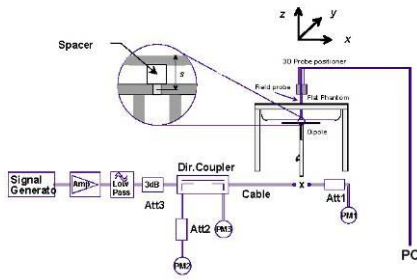 z
y
x
Spacer
s
3D Probe positioner
Field probe
Flat Phantom
Dipole
Signal
Generato
Amp
Low
Pass
3dB
Att3
Dir.Coupler
Cable
x
Att1
PM1
Att2
PM3
PM2
PC